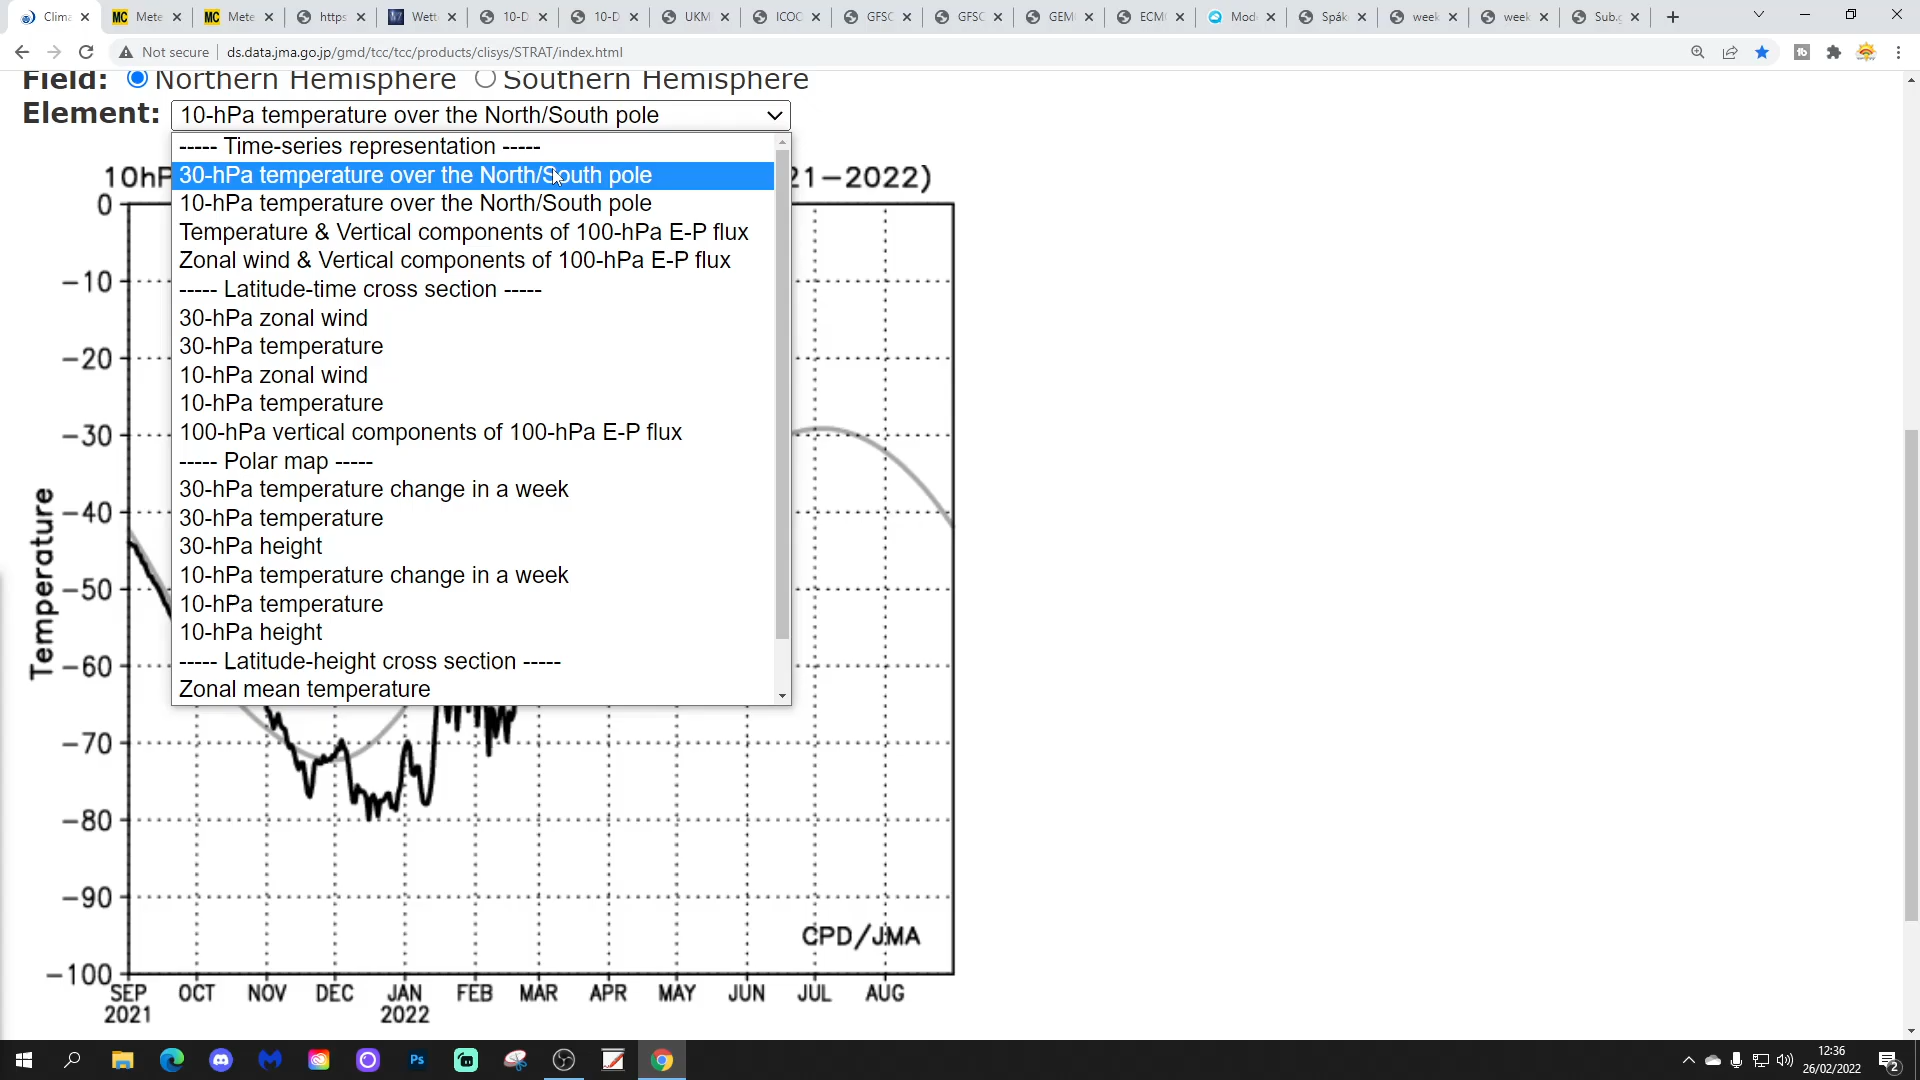 Clima
Mete
Mete
https
Wett
10-D
10-D
UKM
ICOC
GFSC
GFSC
GEM
ECM
Mod
Spák
week
week
Sub.g
Not secure
ds.data.jma.go.jp/gmd/tcc/tcc/products/clisys/STRAT/index.html
Field: Northern Hemisphere Southern Hemisphere
Element: 10-hPa temperature over the North/South pole
----- Time-series representation -----
30-hPa temperature over the North/South pole
10-hPa temperature over the North/South pole
Temperature & Vertical components of 100-hPa E-P flux
Zonal wind & Vertical components of 100-hPa E-P flux
----- Latitude-time cross section -----
30-hPa zonal wind
30-hPa temperature
10-hPa zonal wind
10-hPa temperature
100-hPa vertical components of 100-hPa E-P flux
----- Polar map -----
30-hPa temperature change in a week
30-hPa temperature
30-hPa height
10-hPa temperature change in a week
10-hPa temperature
10-hPa height
----- Latitude-height cross section -----
Zonal mean temperature
10hP
21-2022)
0
-10
-20
-30
-40
-50
-60
-70
-80
-90
-100
Temperature
CPD/JMA
SEP OCT NOV DEC JAN FEB MAR APR MAY JUN JUL AUG
2021 2022
Ps
12:36
26/02/2022
2